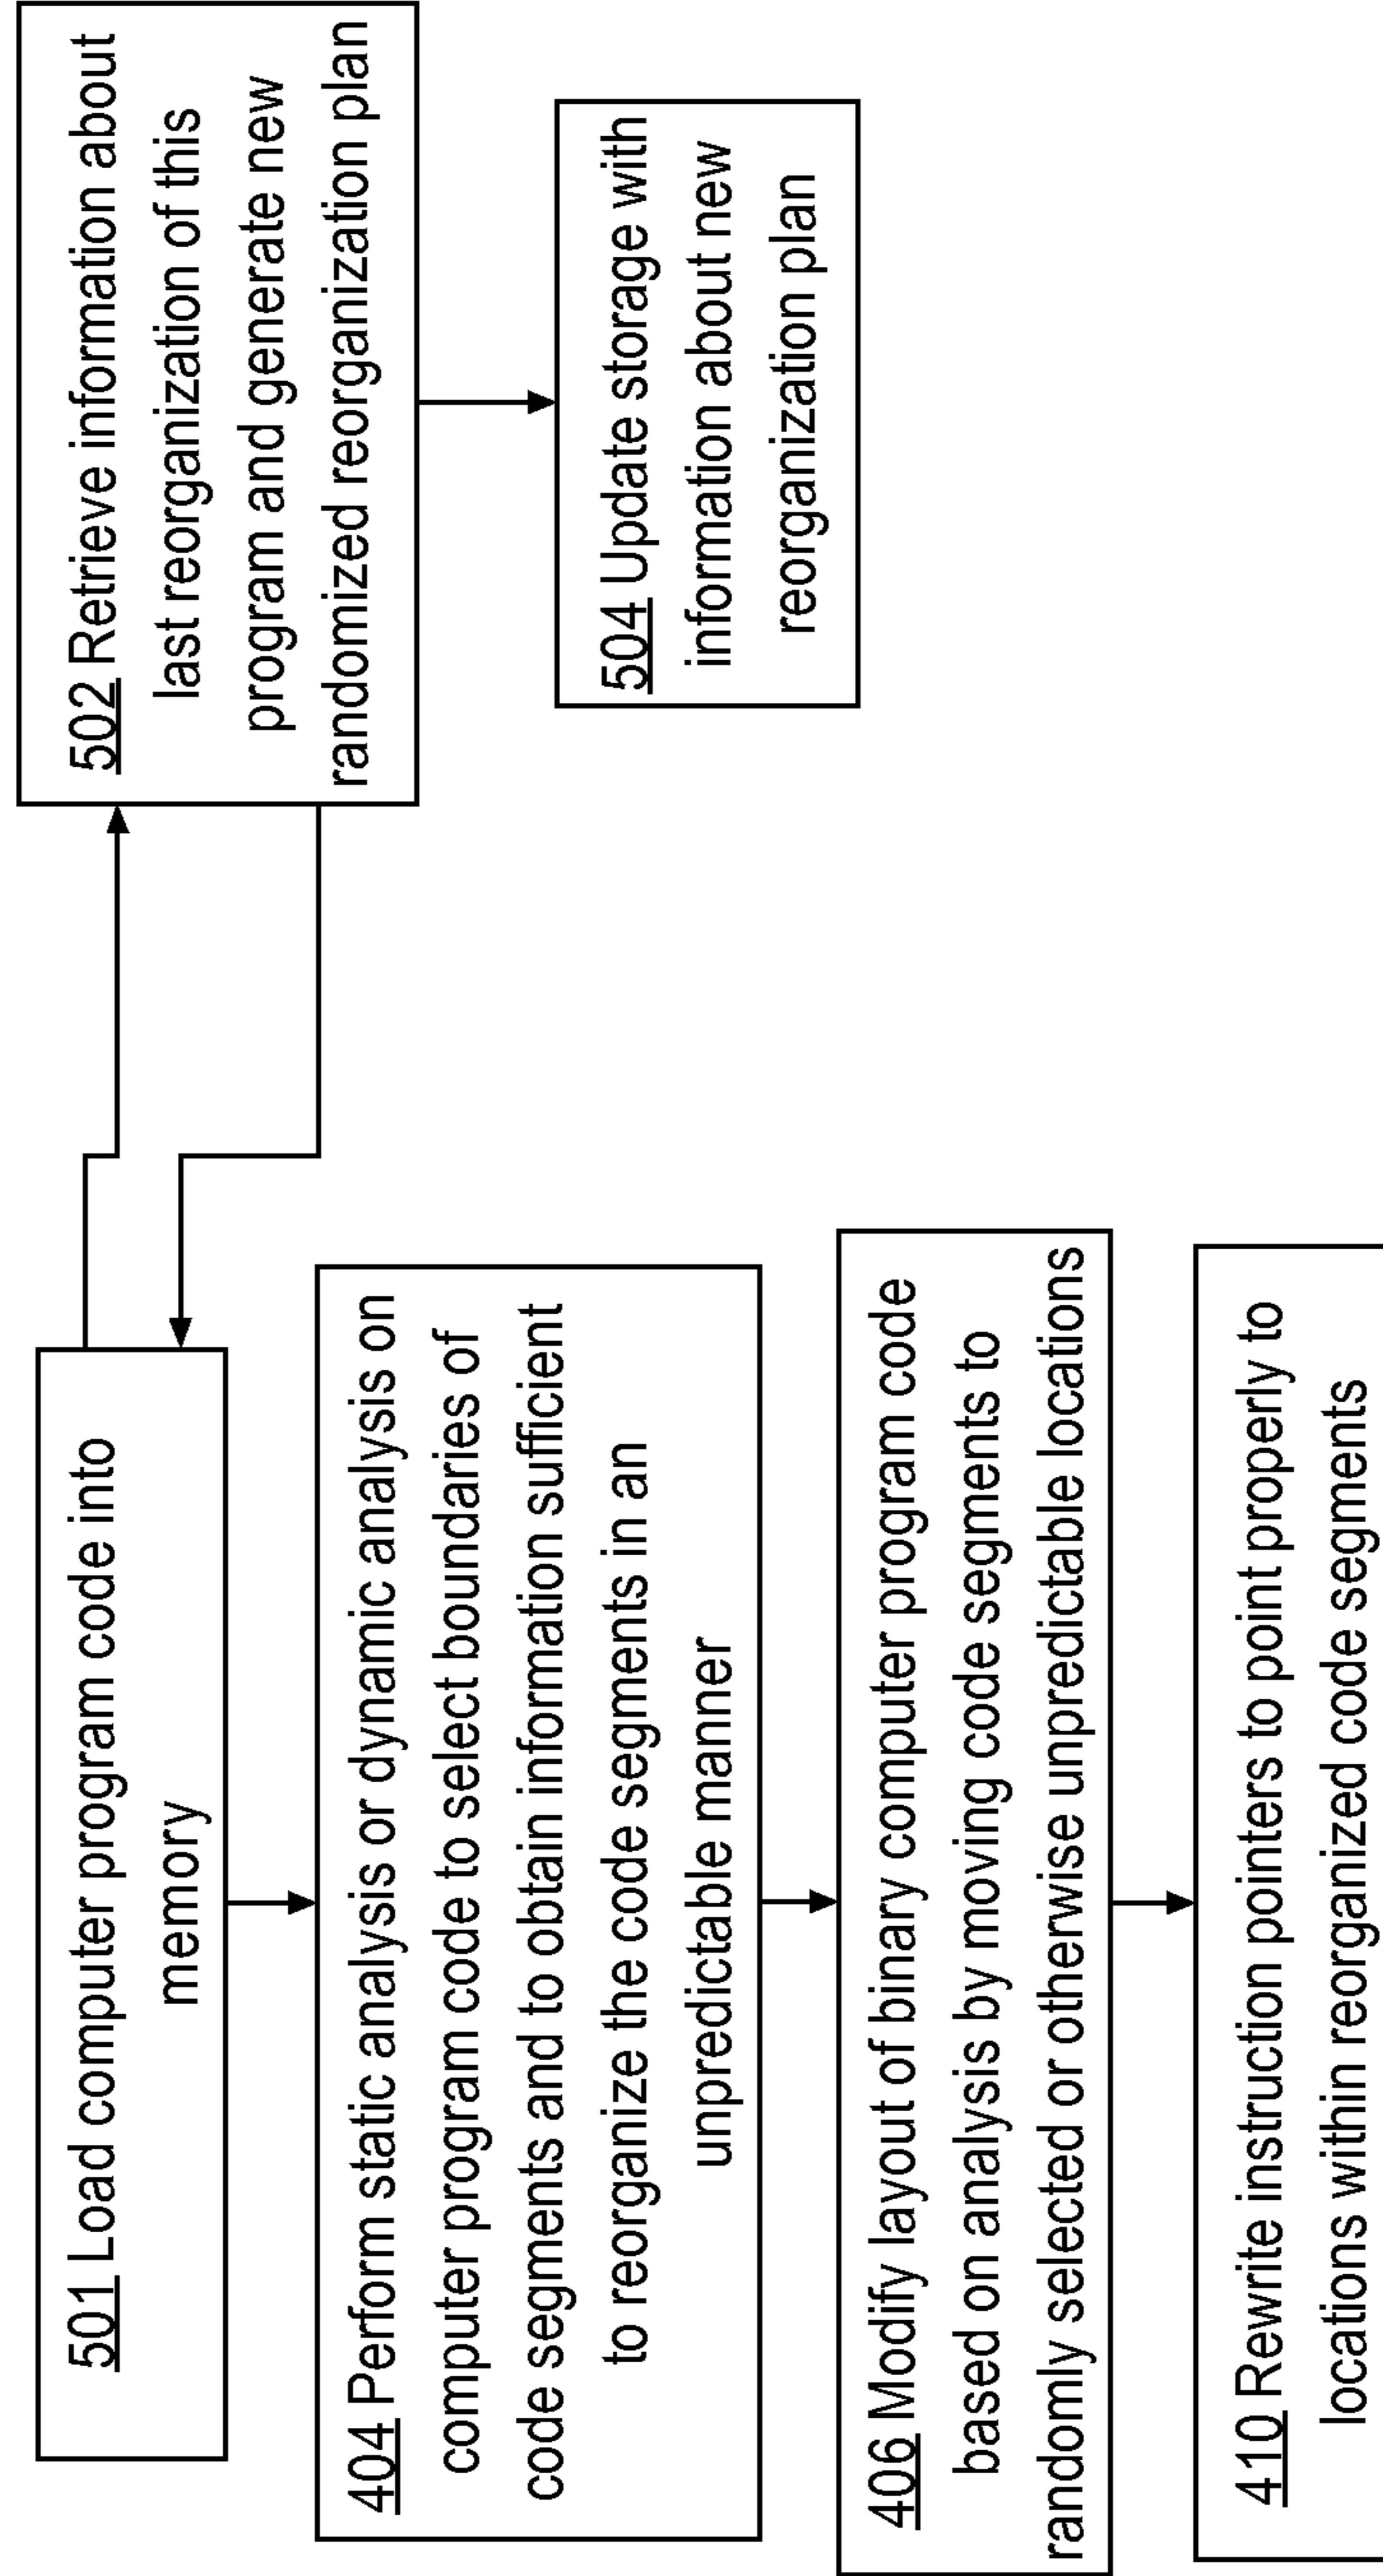 501 Load computer program code into
memory
502 Retrieve information about
last reorganization of this
program and generate new
randomized reorganization plan
504 Update storage with
information about new
reorganization plan
404 Perform static analysis or dynamic analysis on
computer program code to select boundaries of
code segments and to obtain information sufficient
to reorganize the code segments in an
unpredictable manner
406 Modify layout of binary computer program code
based on analysis by moving code segments to
randomly selected or otherwise unpredictable locations
410 Rewrite instruction pointers to point properly to
locations within reorganized code segments